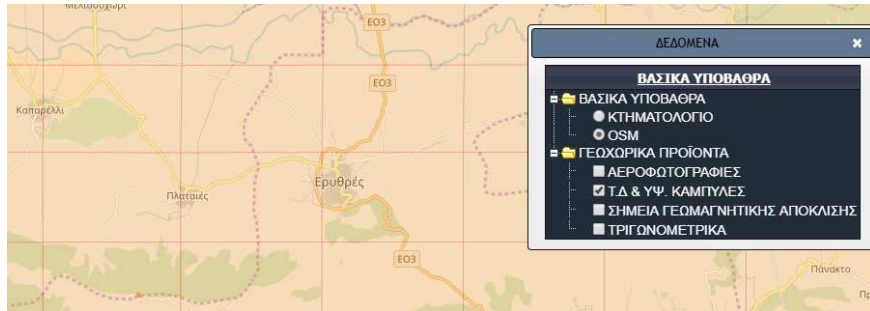 Μελισσοχώρι
ΕΟ3
ΕΟ3
Καπαρέλλι
Ερυθρές
Πλαταιές
ΕΟ3
Πάνακτο
ΔΕΔΟΜΕΝΑ
ΒΑΣΙΚΑ ΥΠΟΒΑΘΡΑ
ΒΑΣΙΚΑ ΥΠΟΒΑΘΡΑ
ΚΤΗΜΑΤΟΛΟΓΙΟ
OSM
ΓΕΩΧΩΡΙΚΑ ΠΡΟΪΟΝΤΑ
ΑΕΡΟΦΩΤΟΓΡΑΦΙΕΣ
Τ.Δ & ΥΨ. ΚΑΜΠΥΛΕΣ
ΣΗΜΕΙΑ ΓΕΩΜΑΓΝΗΤΙΚΗΣ ΑΠΟΚΛΙΣΗΣ
ΤΡΙΓΩΝΟΜΕΤΡΙΚΑ